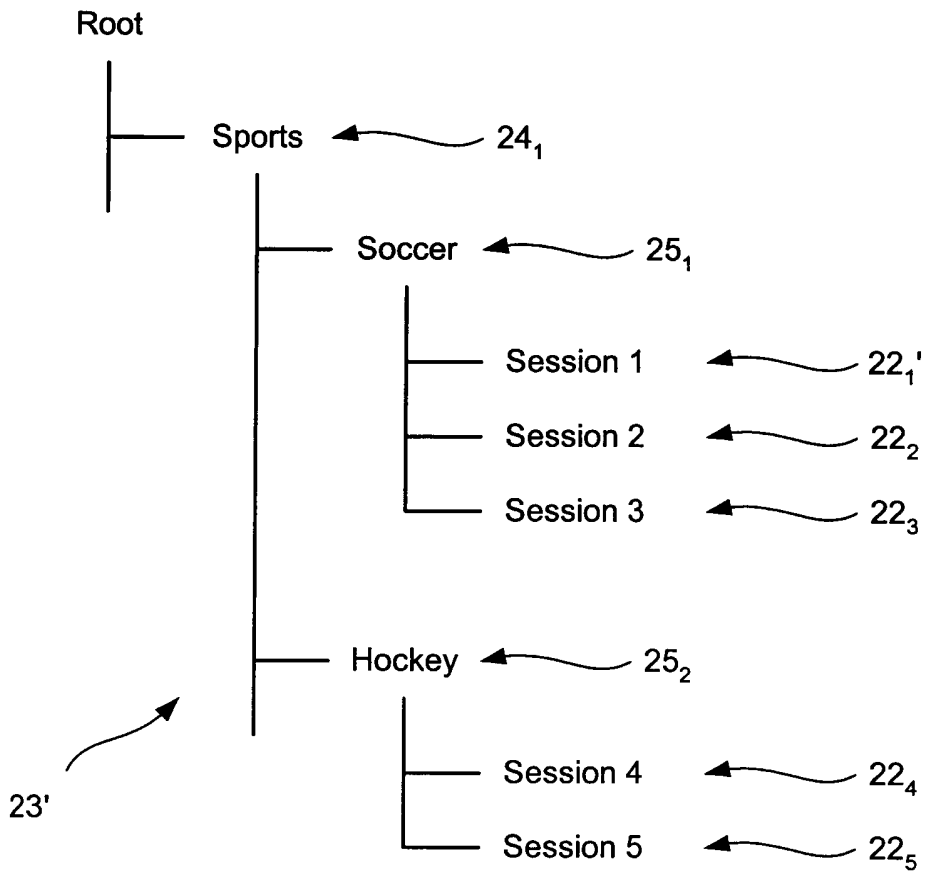 Root
Sports 24₁
Soccer 25₁
Session 1 22₁'
Session 2 22₂
Session 3 22₃
Hockey 25₂
23'
Session 4 22₄
Session 5 22₅